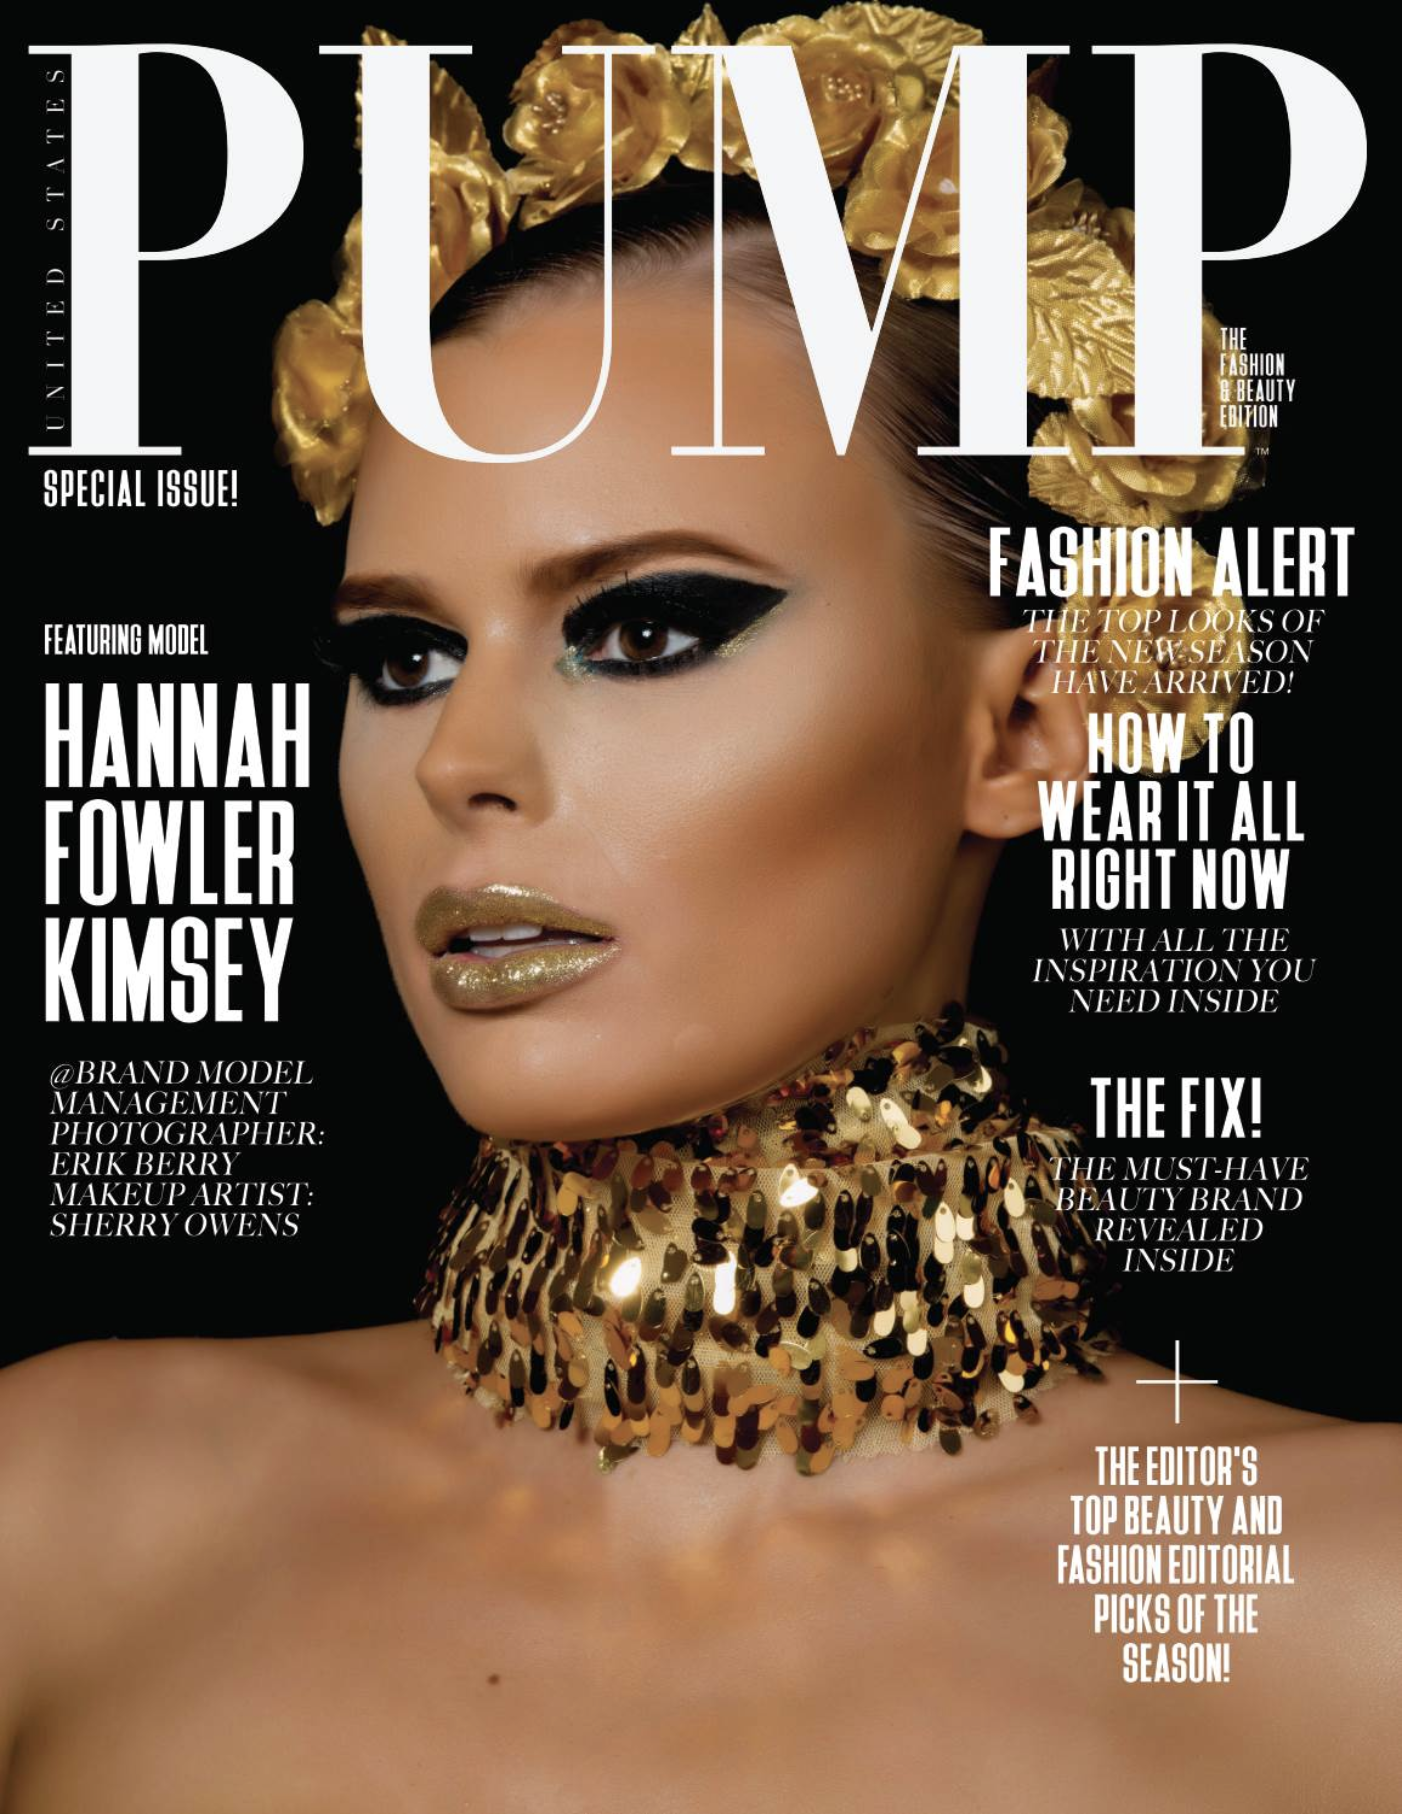 UNITED STATES
PUMP
THE
FASHION
& BEAUTY
EDITION
TM
SPECIAL ISSUE!
FEATURING MODEL
HANNAH
FOWLER
KIMSEY
@BRAND MODEL
MANAGEMENT
PHOTOGRAPHER:
ERIK BERRY
MAKEUP ARTIST:
SHERRY OWENS
FASHION ALERT
THE TOP LOOKS OF
THE NEW SEASON
HAVE ARRIVED!
HOW TO
WEAR IT ALL
RIGHT NOW
WITH ALL THE
INSPIRATION YOU
NEED INSIDE
THE FIX!
THE MUST-HAVE
BEAUTY BRAND
REVEALED
INSIDE
THE EDITOR'S
TOP BEAUTY AND
FASHION EDITORIAL
PICKS OF THE
SEASON!